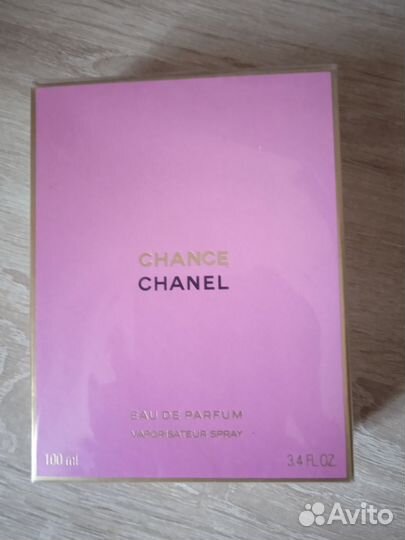 CHANCE
CHANEL
EAU DE PARFUM
VAPORISATEUR SPRAY
100 ml 3.4 FL.OZ.
Avito